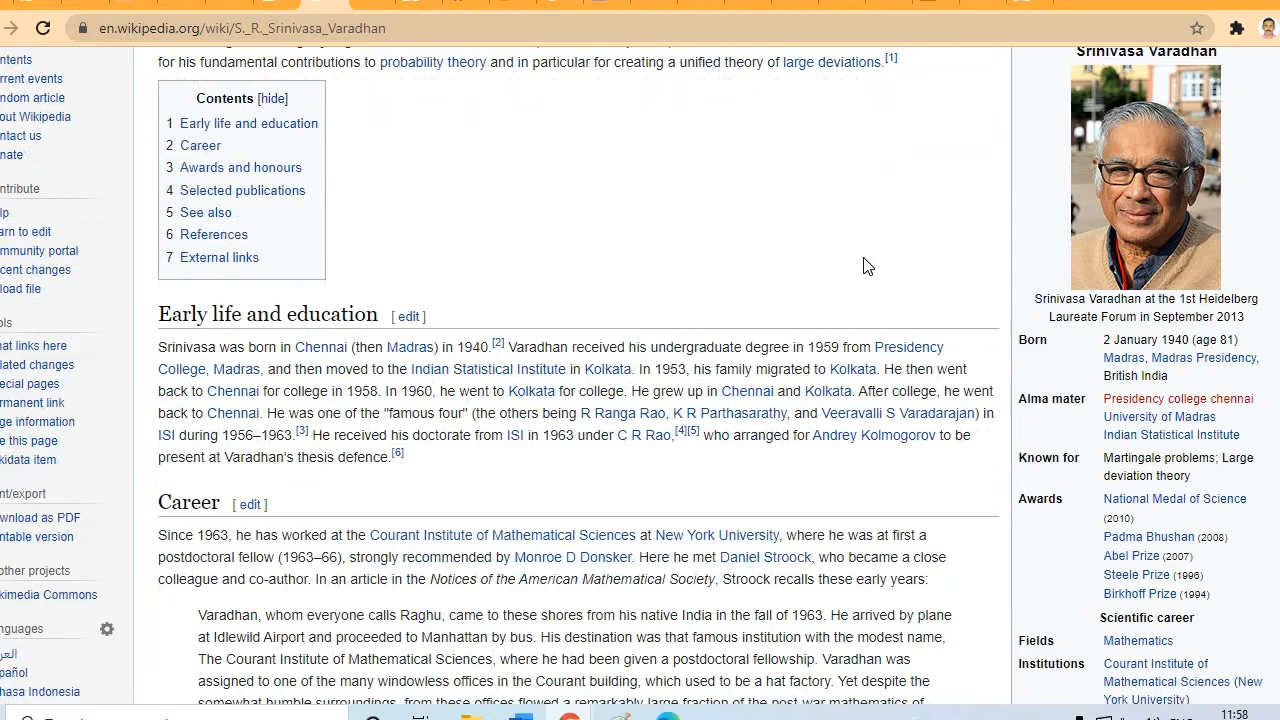 en.wikipedia.org/wiki/S._R._Srinivasa_Varadhan
for his fundamental contributions to probability theory and in particular for creating a unified theory of large deviations.[1]
Contents [hide]
1 Early life and education
2 Career
3 Awards and honours
4 Selected publications
5 See also
6 References
7 External links
Early life and education [ edit ]
Srinivasa was born in Chennai (then Madras) in 1940.[2] Varadhan received his undergraduate degree in 1959 from Presidency
College, Madras, and then moved to the Indian Statistical Institute in Kolkata. In 1953, his family migrated to Kolkata. He then went
back to Chennai for college in 1958. In 1960, he went to Kolkata for college. He grew up in Chennai and Kolkata. After college, he went
back to Chennai. He was one of the "famous four" (the others being R Ranga Rao, K R Parthasarathy, and Veeravalli S Varadarajan) in
ISI during 1956–1963.[3] He received his doctorate from ISI in 1963 under C R Rao,[4][5] who arranged for Andrey Kolmogorov to be
present at Varadhan's thesis defence.[6]
Career [ edit ]
Since 1963, he has worked at the Courant Institute of Mathematical Sciences at New York University, where he was at first a
postdoctoral fellow (1963–66), strongly recommended by Monroe D Donsker. Here he met Daniel Stroock, who became a close
colleague and co-author. In an article in the Notices of the American Mathematical Society, Stroock recalls these early years:
Varadhan, whom everyone calls Raghu, came to these shores from his native India in the fall of 1963. He arrived by plane
at Idlewild Airport and proceeded to Manhattan by bus. His destination was that famous institution with the modest name,
The Courant Institute of Mathematical Sciences, where he had been given a postdoctoral fellowship. Varadhan was
assigned to one of the many windowless offices in the Courant building, which used to be a hat factory. Yet despite the
somewhat humble surroundings, from these offices flowed a remarkably large fraction of the post war mathematics of
Srinivasa Varadhan
Srinivasa Varadhan at the 1st Heidelberg
Laureate Forum in September 2013
Born 2 January 1940 (age 81)
Madras, Madras Presidency,
British India
Alma mater Presidency college chennai
University of Madras
Indian Statistical Institute
Known for Martingale problems; Large
deviation theory
Awards National Medal of Science
(2010)
Padma Bhushan (2008)
Abel Prize (2007)
Steele Prize (1996)
Birkhoff Prize (1994)
Scientific career
Fields Mathematics
Institutions Courant Institute of
Mathematical Sciences (New
York University)
ntents
rrent events
ndom article
out Wikipedia
ntact us
nate
ntribute
lp
arn to edit
mmunity portal
cent changes
load file
ols
hat links here
lated changes
ecial pages
rmanent link
ge information
e this page
kidata item
nt/export
wnload as PDF
ntable version
other projects
kimedia Commons
nguages
العر
pañol
hasa Indonesia
11:58